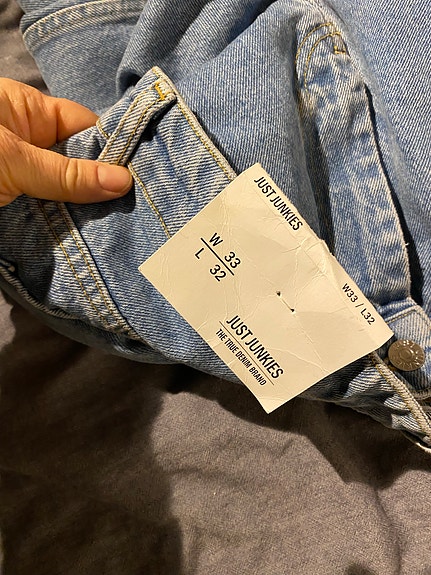 JUST JUNKIES
W 33
L 32
W33 / L32
JUST JUNKIES
THE TRUE DENIM BRAND